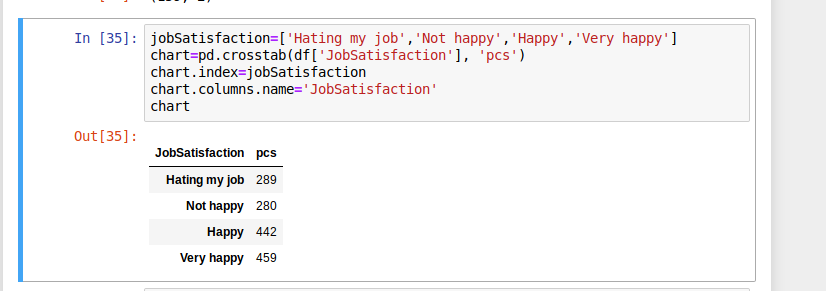 In [35]: jobSatisfaction=['Hating my job','Not happy','Happy','Very happy']
chart=pd.crosstab(df['JobSatisfaction'], 'pcs')
chart.index=jobSatisfaction
chart.columns.name='JobSatisfaction'
chart
Out[35]:
JobSatisfaction pcs
Hating my job 289
Not happy 280
Happy 442
Very happy 459